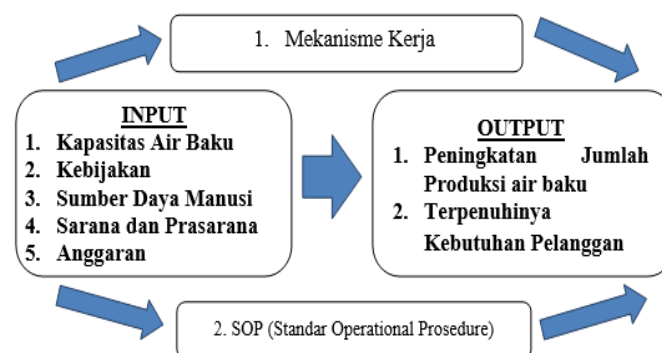 1. Mekanisme Kerja
INPUT
1. Kapasitas Air Baku
2. Kebijakan
3. Sumber Daya Manusi
4. Sarana dan Prasarana
5. Anggaran
OUTPUT
1. Peningkatan Jumlah
Produksi air baku
2. Terpenuhinya
Kebutuhan Pelanggan
2. SOP (Standar Operational Prosedure)